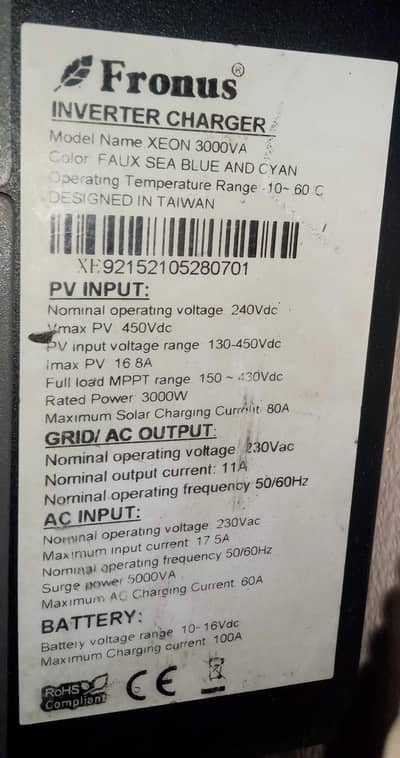 Fronus®
INVERTER CHARGER
Model Name XEON 3000VA
Color: FAUX SEA BLUE AND CYAN
Operating Temperature Range -10~ 60 C
DESIGNED IN TAIWAN
XE92152105280701
PV INPUT:
Nominal operating voltage 240Vdc
Vmax PV 450Vdc
PV input voltage range 130-450Vdc
Imax PV 16.8A
Full load MPPT range 150 ~ 430Vdc
Rated Power 3000W
Maximum Solar Charging Current: 80A
GRID/ AC OUTPUT:
Nominal operating voltage 230Vac
Nominal output current: 11A
Nominal operating frequency 50/60Hz
AC INPUT:
Nominal operating voltage 230Vac
Maximum input current 17.5A
Nominal operating frequency 50/60Hz
Surge power 5000VA
Maximum AC Charging Current: 60A
BATTERY:
Battery voltage range 10-16Vdc
Maximum Charging current 100A
RoHS
Compliant
CE